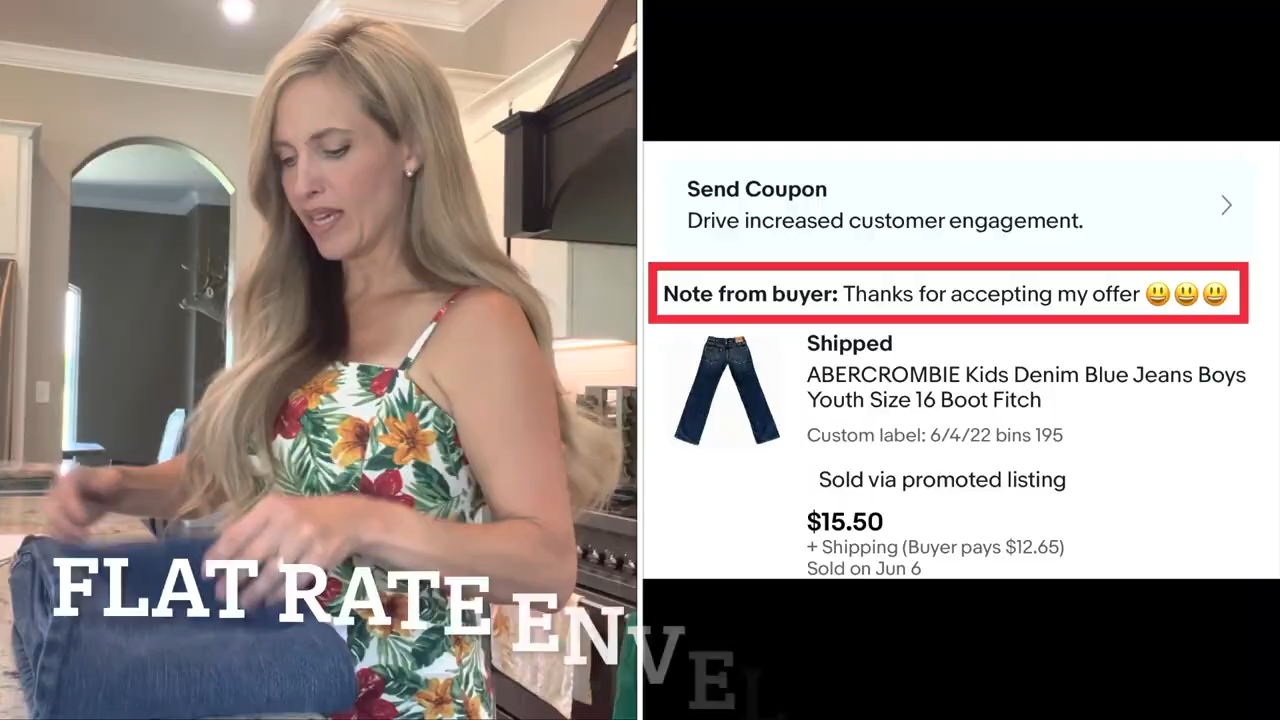 FLAT RATE ENVEL
Send Coupon
Drive increased customer engagement.
Note from buyer: Thanks for accepting my offer 😃😃😃
Shipped
ABERCROMBIE Kids Denim Blue Jeans Boys
Youth Size 16 Boot Fitch
Custom label: 6/4/22 bins 195
Sold via promoted listing
$15.50
+ Shipping (Buyer pays $12.65)
Sold on Jun 6